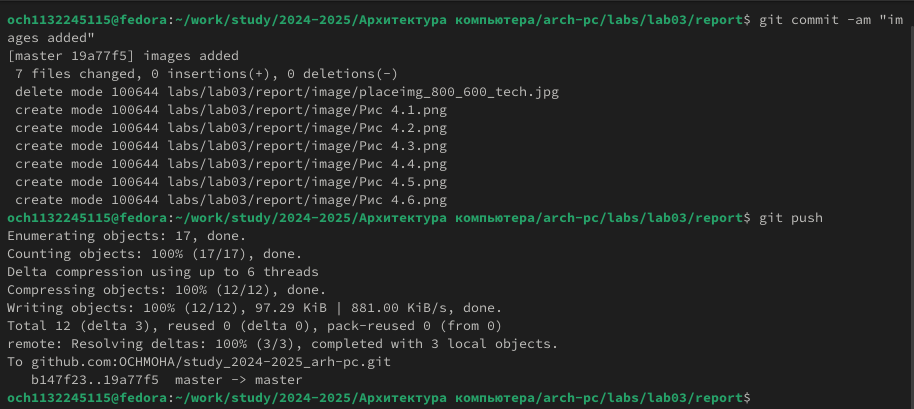 och1132245115@fedora:~/work/study/2024-2025/Архитектура компьютера/arch-pc/labs/lab03/report$ git commit -am "im
ages added"
[master 19a77f5] images added
 7 files changed, 0 insertions(+), 0 deletions(-)
 delete mode 100644 labs/lab03/report/image/placeimg_800_600_tech.jpg
 create mode 100644 labs/lab03/report/image/Рис 4.1.png
 create mode 100644 labs/lab03/report/image/Рис 4.2.png
 create mode 100644 labs/lab03/report/image/Рис 4.3.png
 create mode 100644 labs/lab03/report/image/Рис 4.4.png
 create mode 100644 labs/lab03/report/image/Рис 4.5.png
 create mode 100644 labs/lab03/report/image/Рис 4.6.png
och1132245115@fedora:~/work/study/2024-2025/Архитектура компьютера/arch-pc/labs/lab03/report$ git push
Enumerating objects: 17, done.
Counting objects: 100% (17/17), done.
Delta compression using up to 6 threads
Compressing objects: 100% (12/12), done.
Writing objects: 100% (12/12), 97.29 KiB | 881.00 KiB/s, done.
Total 12 (delta 3), reused 0 (delta 0), pack-reused 0 (from 0)
remote: Resolving deltas: 100% (3/3), completed with 3 local objects.
To github.com:OCHMOHA/study_2024-2025_arh-pc.git
   b147f23..19a77f5  master -> master
och1132245115@fedora:~/work/study/2024-2025/Архитектура компьютера/arch-pc/labs/lab03/report$